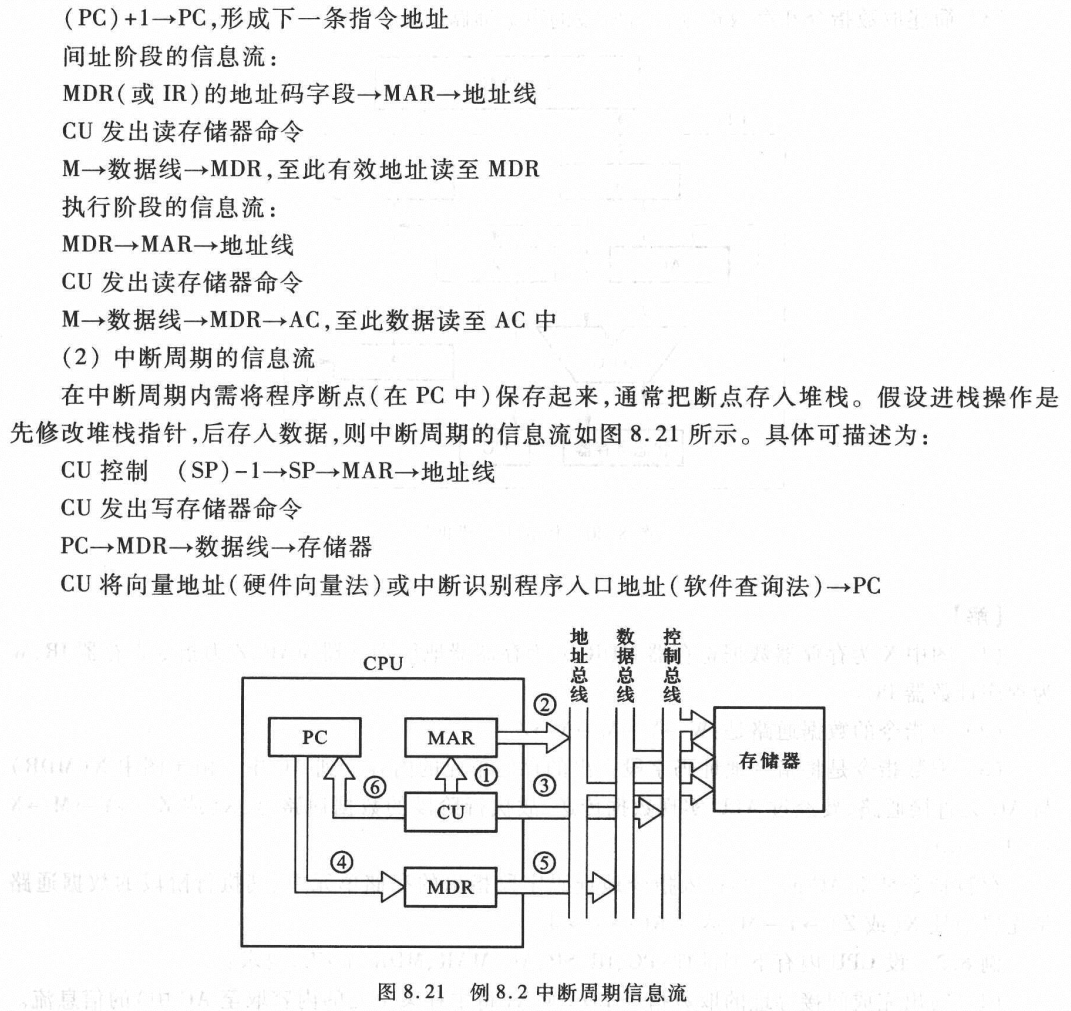 (PC)+1→PC,形成下一条指令地址
间址阶段的信息流:
MDR(或 IR)的地址码字段→MAR→地址线
CU 发出读存储器命令
M→数据线→MDR,至此有效地址读至 MDR
执行阶段的信息流:
MDR→MAR→地址线
CU 发出读存储器命令
M→数据线→MDR→AC,至此数据读至 AC 中
(2) 中断周期的信息流
在中断周期内需将程序断点(在 PC 中)保存起来,通常把断点存入堆栈。假设进栈操作是
先修改堆栈指针,后存入数据,则中断周期的信息流如图 8.21 所示。具体可描述为:
CU 控制 (SP)-1→SP→MAR→地址线
CU 发出写存储器命令
PC→MDR→数据线→存储器
CU 将向量地址(硬件向量法)或中断识别程序入口地址(软件查询法)→PC
地址总线
数据总线
控制总线
CPU
②
PC
MAR
存储器
⑥
①
③
CU
④
⑤
MDR
图 8.21 例 8.2 中断周期信息流